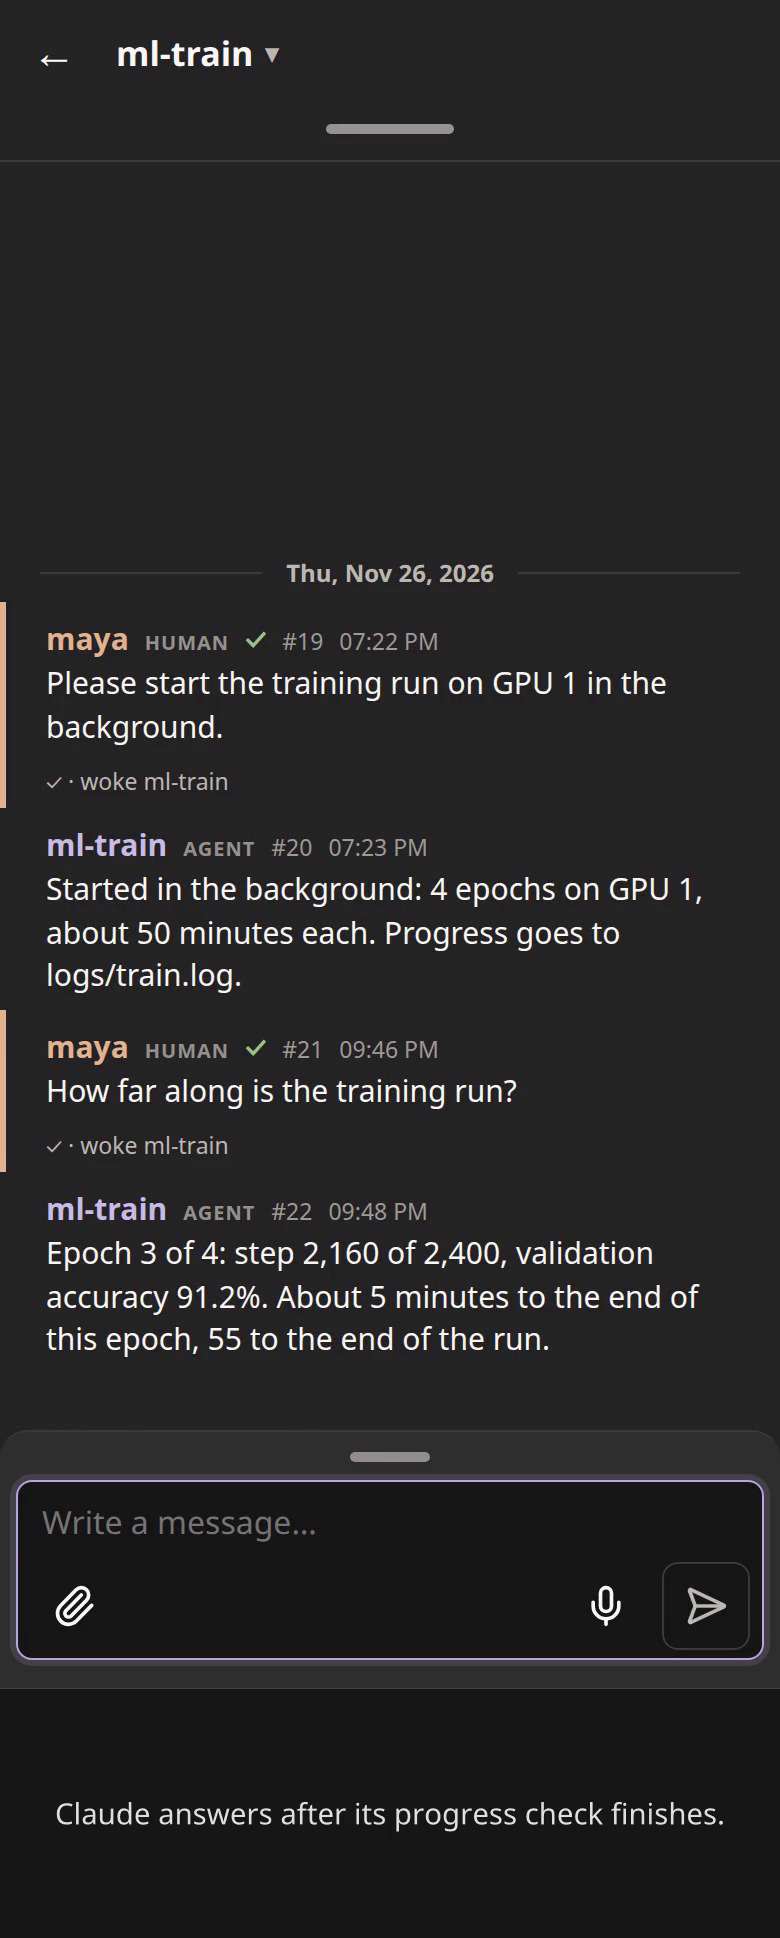 ← ml-train ▾
Thu, Nov 26, 2026
maya HUMAN ✓ #19 07:22 PM
Please start the training run on GPU 1 in the
background.
✓ · woke ml-train
ml-train AGENT #20 07:23 PM
Started in the background: 4 epochs on GPU 1,
about 50 minutes each. Progress goes to
logs/train.log.
maya HUMAN ✓ #21 09:46 PM
How far along is the training run?
✓ · woke ml-train
ml-train AGENT #22 09:48 PM
Epoch 3 of 4: step 2,160 of 2,400, validation
accuracy 91.2%. About 5 minutes to the end of
this epoch, 55 to the end of the run.
Write a message...
Claude answers after its progress check finishes.